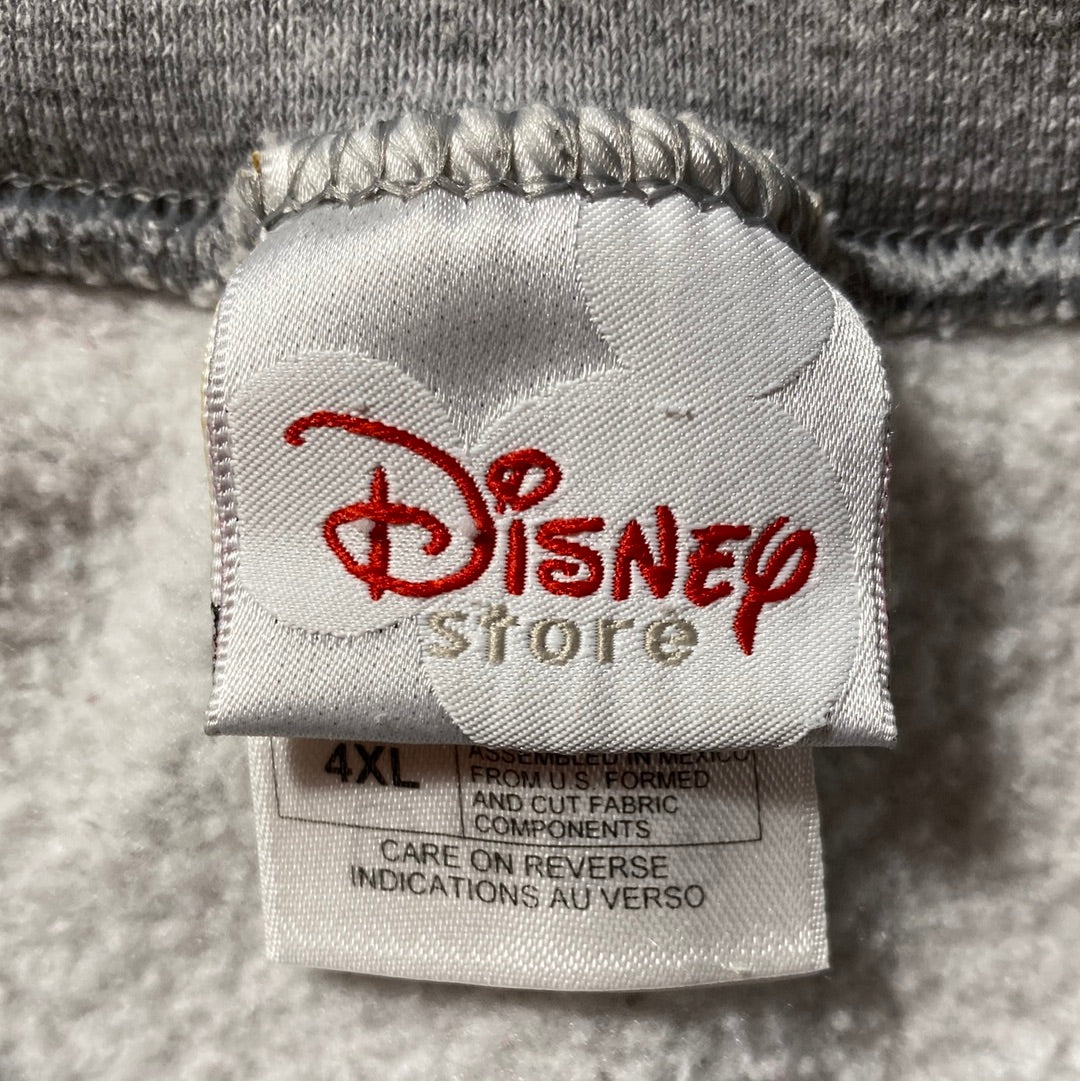 Disney
store
4XL
ASSEMBLED IN MEXICO
FROM U.S. FORMED
AND CUT FABRIC
COMPONENTS
CARE ON REVERSE
INDICATIONS AU VERSO